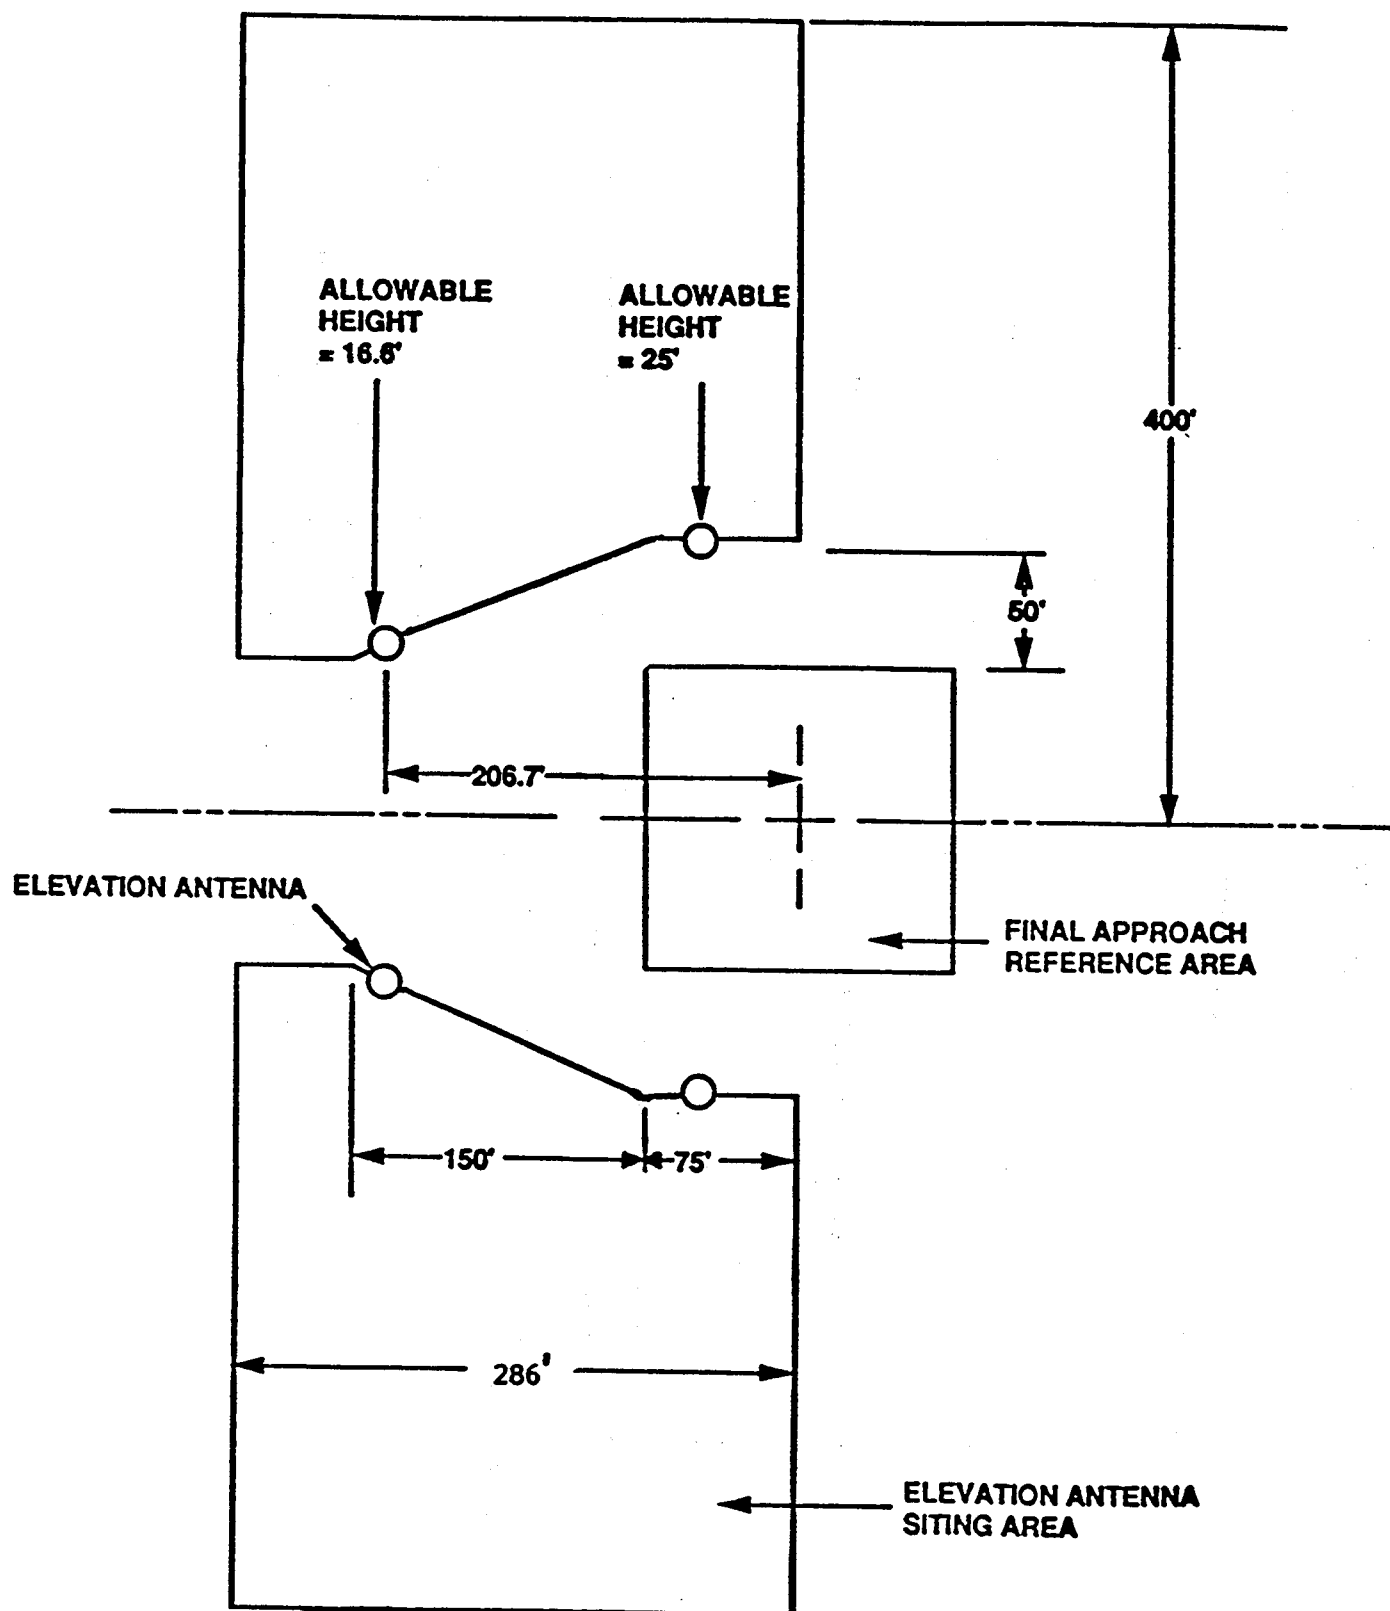 ALLOWABLE
HEIGHT
= 16.6'
ALLOWABLE
HEIGHT
= 25'
400'
50'
206.7'
ELEVATION ANTENNA
FINAL APPROACH
REFERENCE AREA
150'
75'
286'
ELEVATION ANTENNA
SITING AREA